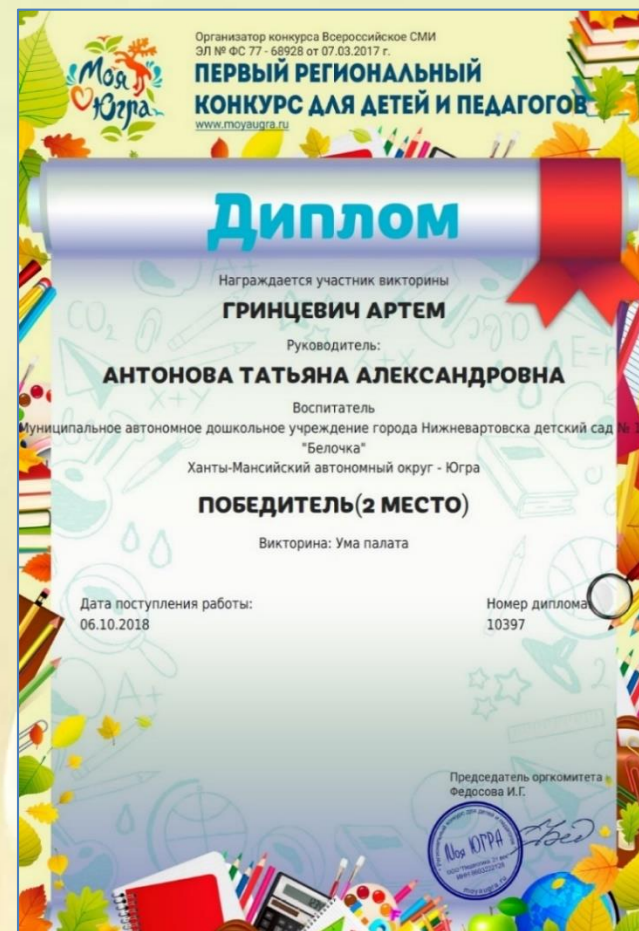 Моя
Югра
Организатор конкурса Всероссийское СМИ
ЭЛ № ФС 77 - 68928 от 07.03.2017 г.
ПЕРВЫЙ РЕГИОНАЛЬНЫЙ
КОНКУРС ДЛЯ ДЕТЕЙ И ПЕДАГОГОВ
www.moyaugra.ru
Диплом
Награждается участник викторины
ГРИНЦЕВИЧ АРТЕМ
Руководитель:
АНТОНОВА ТАТЬЯНА АЛЕКСАНДРОВНА
Воспитатель
Муниципальное автономное дошкольное учреждение города Нижневартовска детский сад №
"Белочка"
Ханты-Мансийский автономный округ - Югра
ПОБЕДИТЕЛЬ(2 МЕСТО)
Викторина: Ума палата
Дата поступления работы:
06.10.2018
Номер диплома
10397
Председатель оргкомитета
Федосова И.Г.
Моя ЮГРА
moyaugra.ru